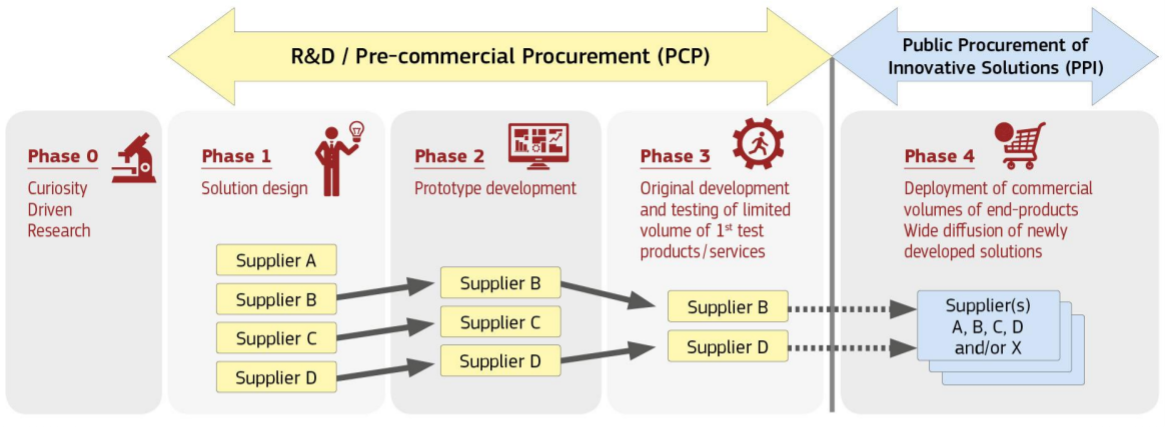 R&D / Pre-commercial Procurement (PCP)
Public Procurement of
Innovative Solutions (PPI)
Phase 0
Curiosity
Driven
Research
Phase 1
Solution design
Supplier A
Supplier B
Supplier C
Supplier D
Phase 2
Prototype development
Supplier B
Supplier C
Supplier D
Phase 3
Original development
and testing of limited
volume of 1st test
products/services
Supplier B
Supplier D
Phase 4
Deployment of commercial
volumes of end-products
Wide diffusion of newly
developed solutions
Supplier(s)
A, B, C, D
and/or X